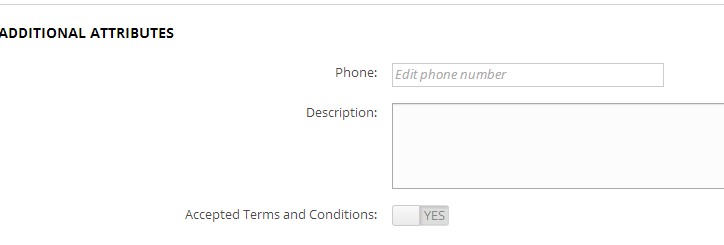 ADDITIONAL ATTRIBUTES
Phone: Edit phone number
Description:
Accepted Terms and Conditions: YES